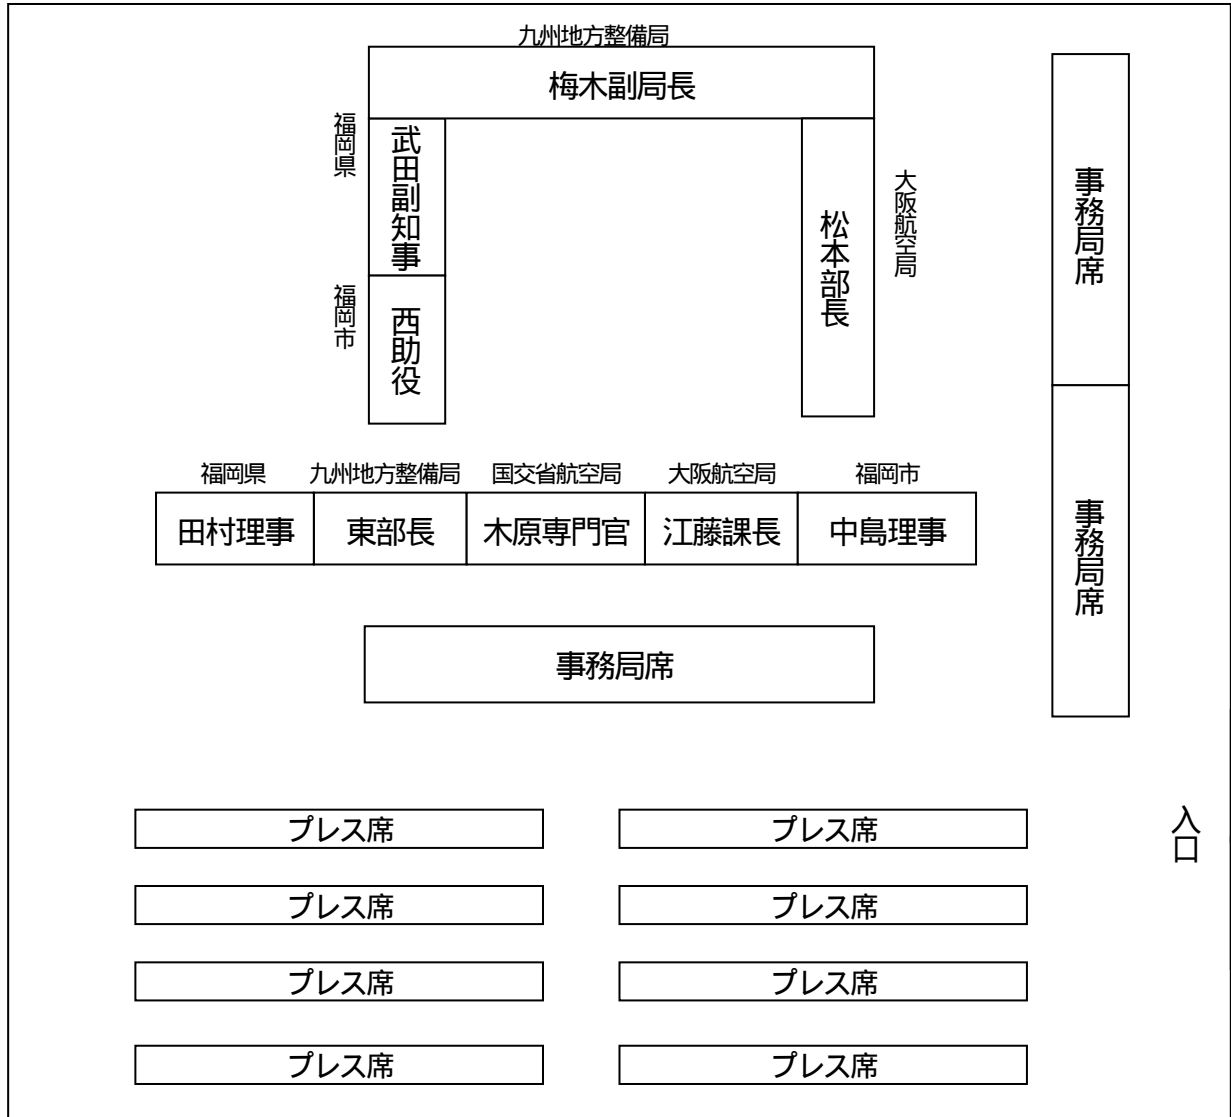 九州地方整備局
梅木副局長
福岡県
武田副知事
福岡市
西助役
松本部長
大阪航空局
事務局席
事務局席
福岡県
九州地方整備局
国交省航空局
大阪航空局
福岡市
田村理事
東部長
木原専門官
江藤課長
中島理事
事務局席
入口
プレス席
プレス席
プレス席
プレス席
プレス席
プレス席
プレス席
プレス席